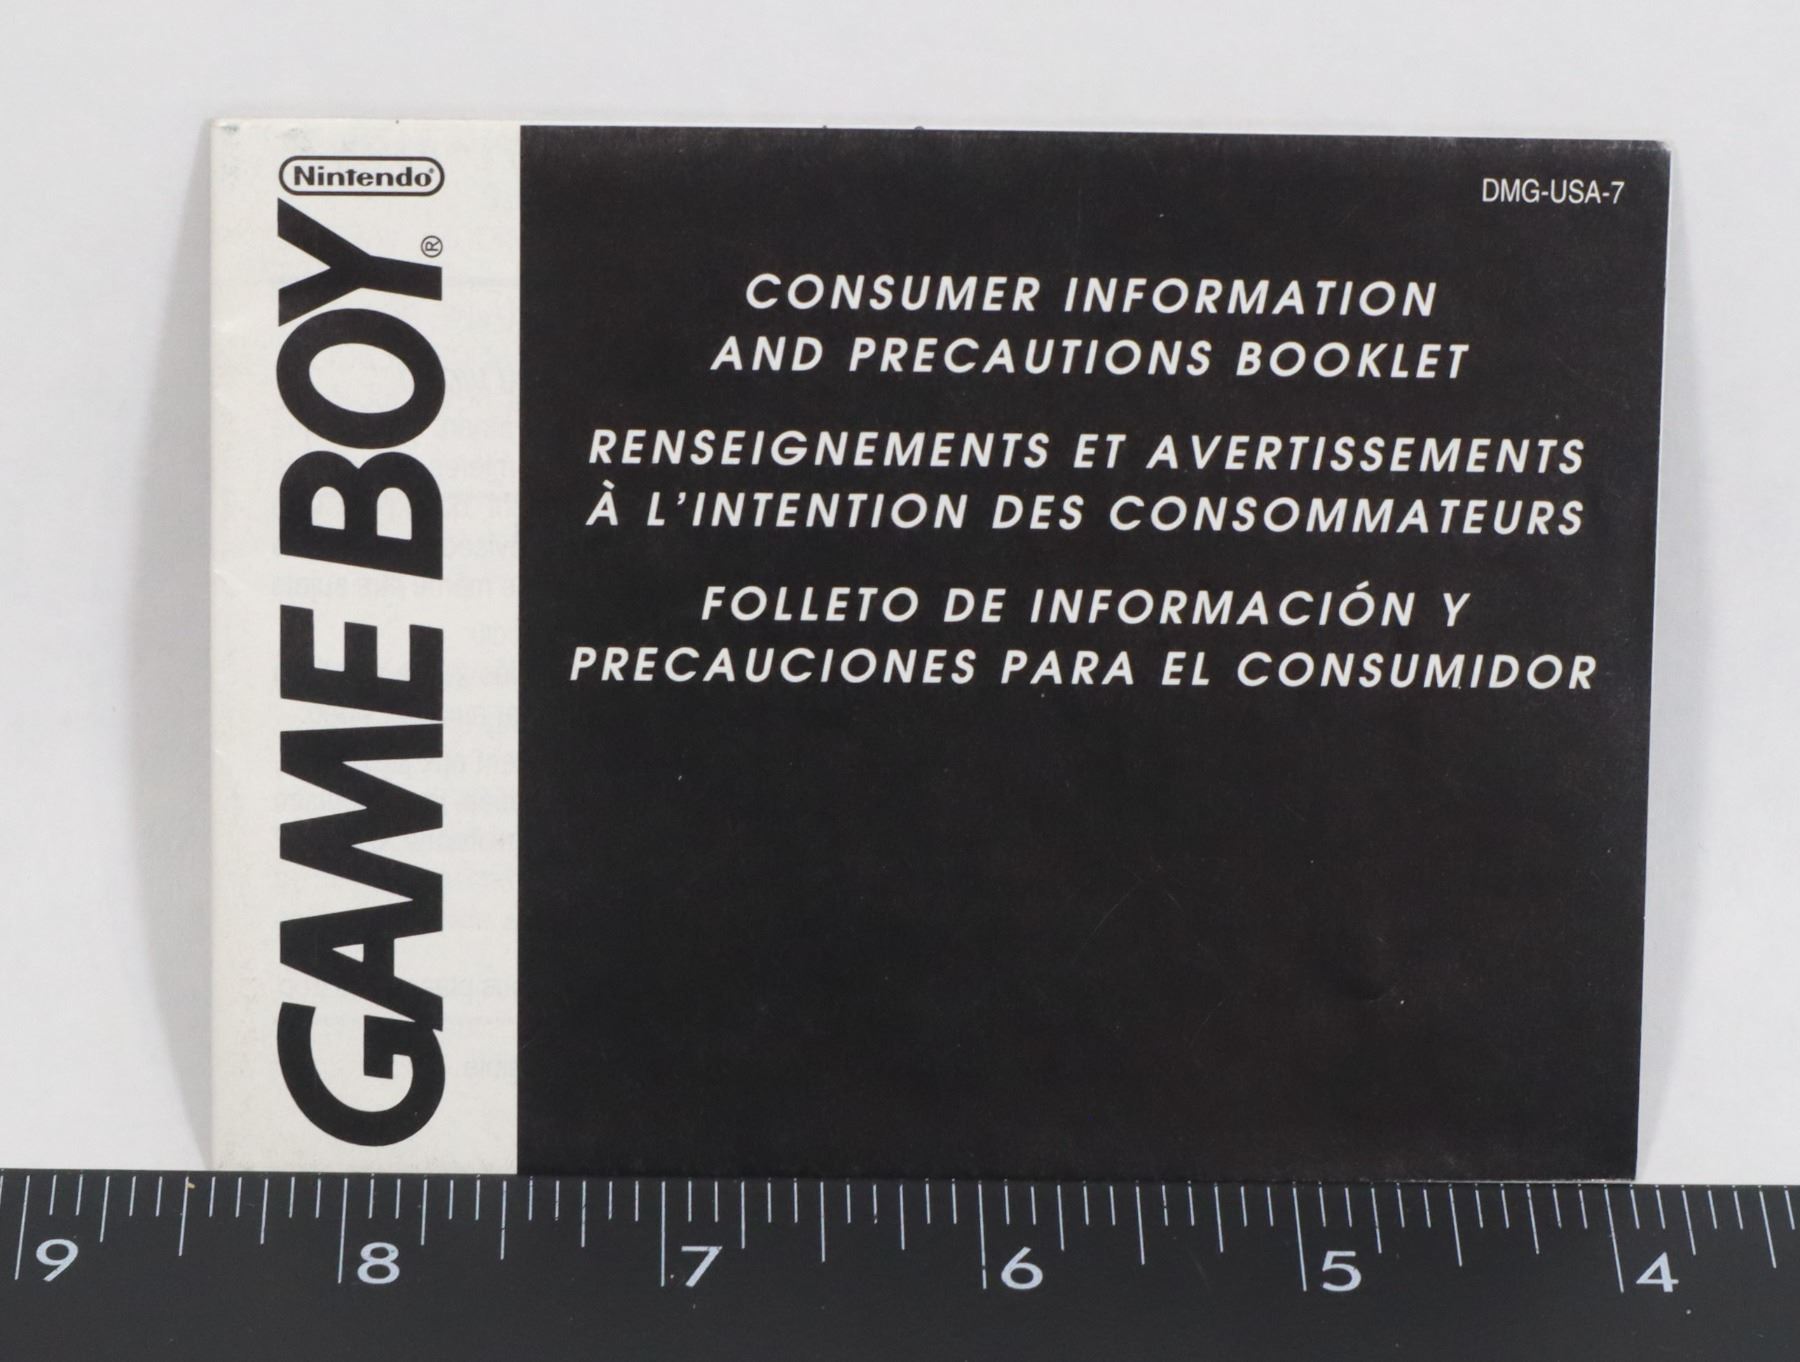 Nintendo®
GAME BOY®
DMG-USA-7
CONSUMER INFORMATION
AND PRECAUTIONS BOOKLET
RENSEIGNEMENTS ET AVERTISSEMENTS
À L'INTENTION DES CONSOMMATEURS
FOLLETO DE INFORMACIÓN Y
PRECAUCIONES PARA EL CONSUMIDOR
9 8 7 6 5 4